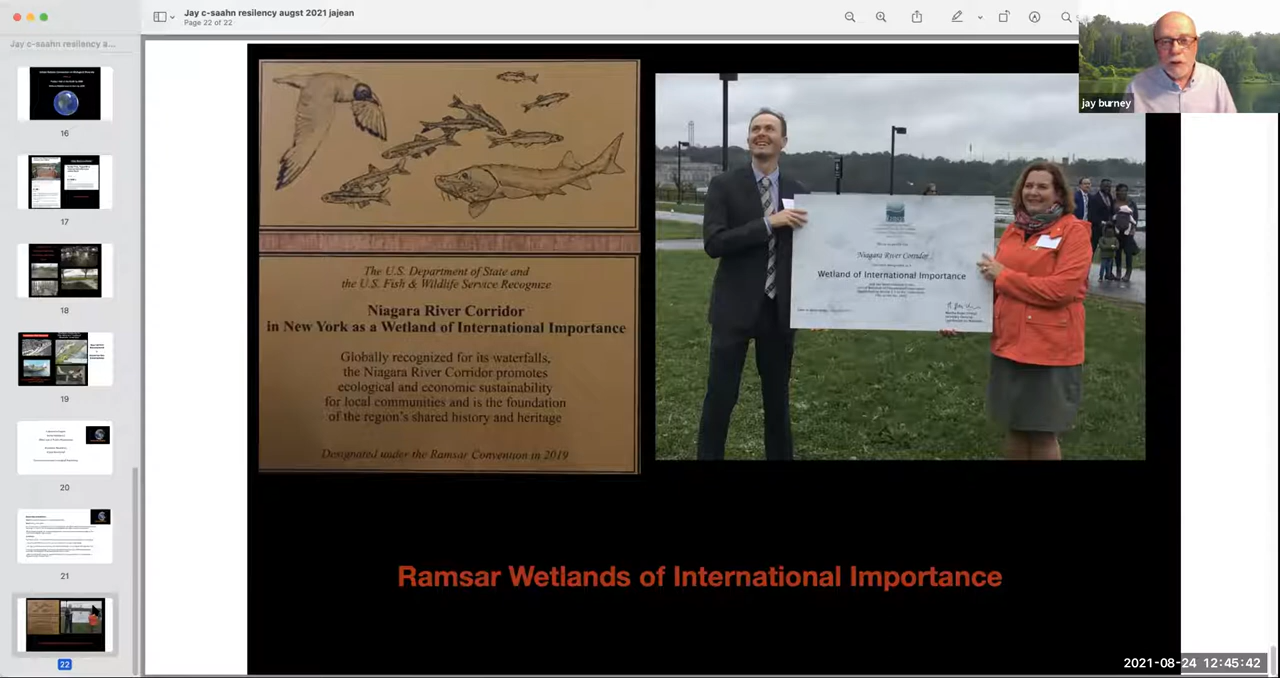 Jay c-saahn resilency augst 2021 jajean
Page 22 of 22
Jay c-saahn resilency a...
16
17
18
19
20
21
22
jay burney
The U.S. Department of State and
the U.S. Fish & Wildlife Service Recognize
Niagara River Corridor
in New York as a Wetland of International Importance
Globally recognized for its waterfalls,
the Niagara River Corridor promotes
ecological and economic sustainability
for local communities and is the foundation
of the region's shared history and heritage
Designated under the Ramsar Convention in 2019
Niagara River Corridor
Wetland of International Importance
Ramsar Wetlands of International Importance
2021-08-24 12:45:42